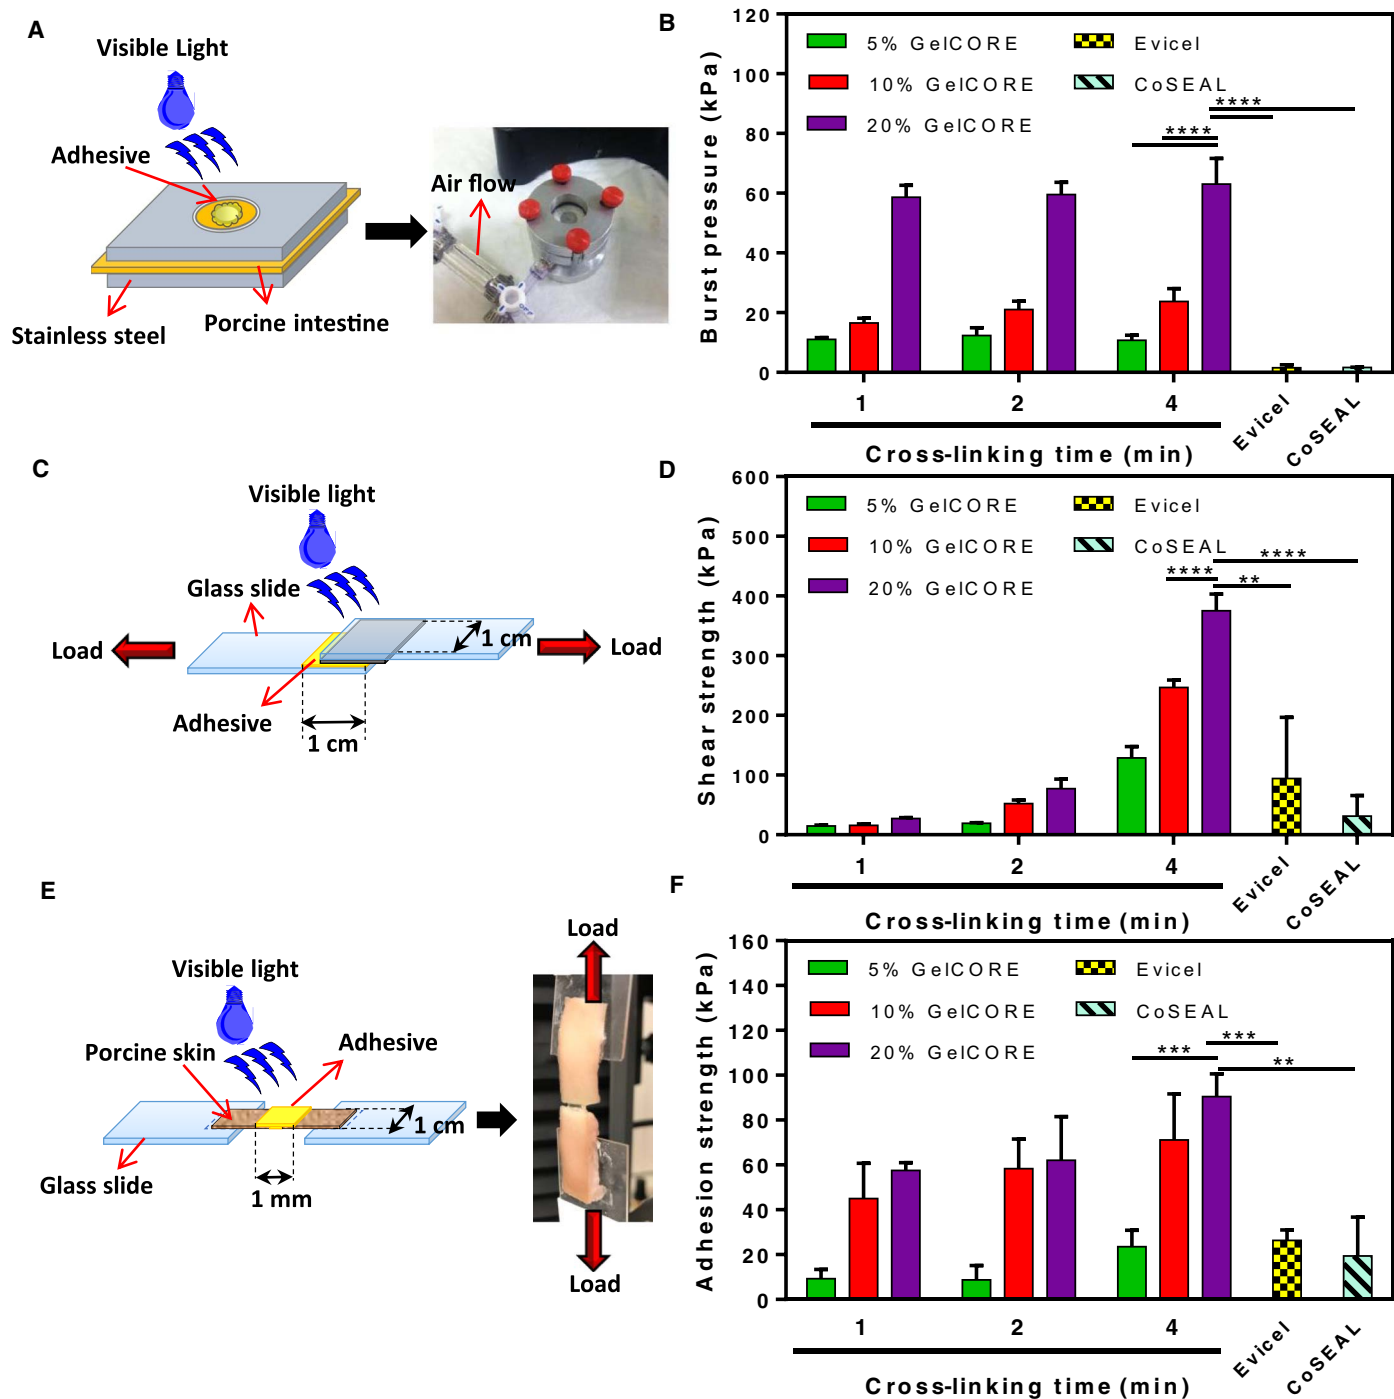 A
Visible Light
Adhesive
Stainless steel
Porcine intestine
Air flow
B
Burst pressure (kPa)
120
100
80
60
40
20
0
5% GelCORE
10% GelCORE
20% GelCORE
Evicel
CoSEAL
****
****
1
2
4
Evicel
CoSEAL
Cross-linking time (min)
C
Visible light
Glass slide
Load
Load
1 cm
Adhesive
1 cm
D
Shear strength (kPa)
600
500
400
300
200
100
0
5% GelCORE
10% GelCORE
20% GelCORE
Evicel
CoSEAL
****
****
**
1
2
4
Evicel
CoSEAL
Cross-linking time (min)
E
Visible light
Porcine skin
Adhesive
1 cm
Glass slide
1 mm
Load
Load
F
Adhesion strength (kPa)
160
140
120
100
80
60
40
20
0
5% GelCORE
10% GelCORE
20% GelCORE
Evicel
CoSEAL
***
***
**
1
2
4
Evicel
CoSEAL
Cross-linking time (min)